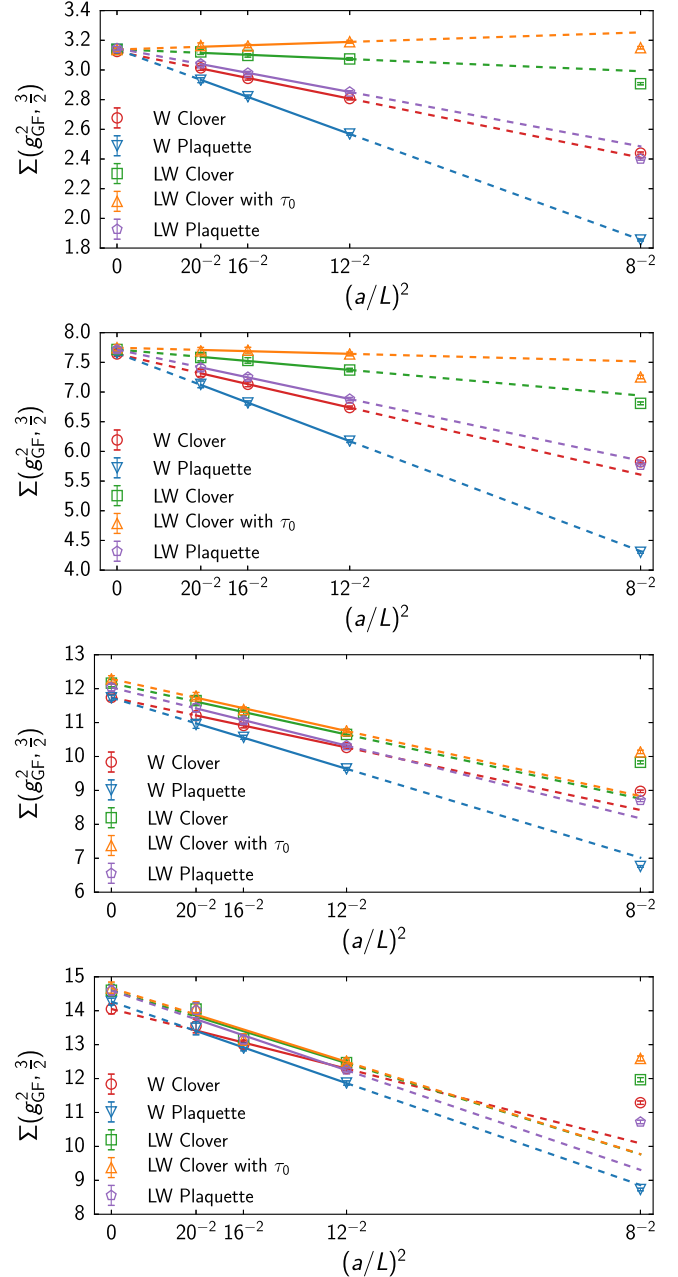 3.4
3.2
3.0
2.8
2.6
2.4
2.2
2.0
1.8
Σ(g²_GF, 3/2)
W Clover
W Plaquette
LW Clover
LW Clover with τ₀
LW Plaquette
0 20⁻² 16⁻² 12⁻² 8⁻²
(a/L)²
8.0
7.5
7.0
6.5
6.0
5.5
5.0
4.5
4.0
Σ(g²_GF, 3/2)
W Clover
W Plaquette
LW Clover
LW Clover with τ₀
LW Plaquette
0 20⁻² 16⁻² 12⁻² 8⁻²
(a/L)²
13
12
11
10
9
8
7
6
Σ(g²_GF, 3/2)
W Clover
W Plaquette
LW Clover
LW Clover with τ₀
LW Plaquette
0 20⁻² 16⁻² 12⁻² 8⁻²
(a/L)²
15
14
13
12
11
10
9
8
Σ(g²_GF, 3/2)
W Clover
W Plaquette
LW Clover
LW Clover with τ₀
LW Plaquette
0 20⁻² 16⁻² 12⁻² 8⁻²
(a/L)²